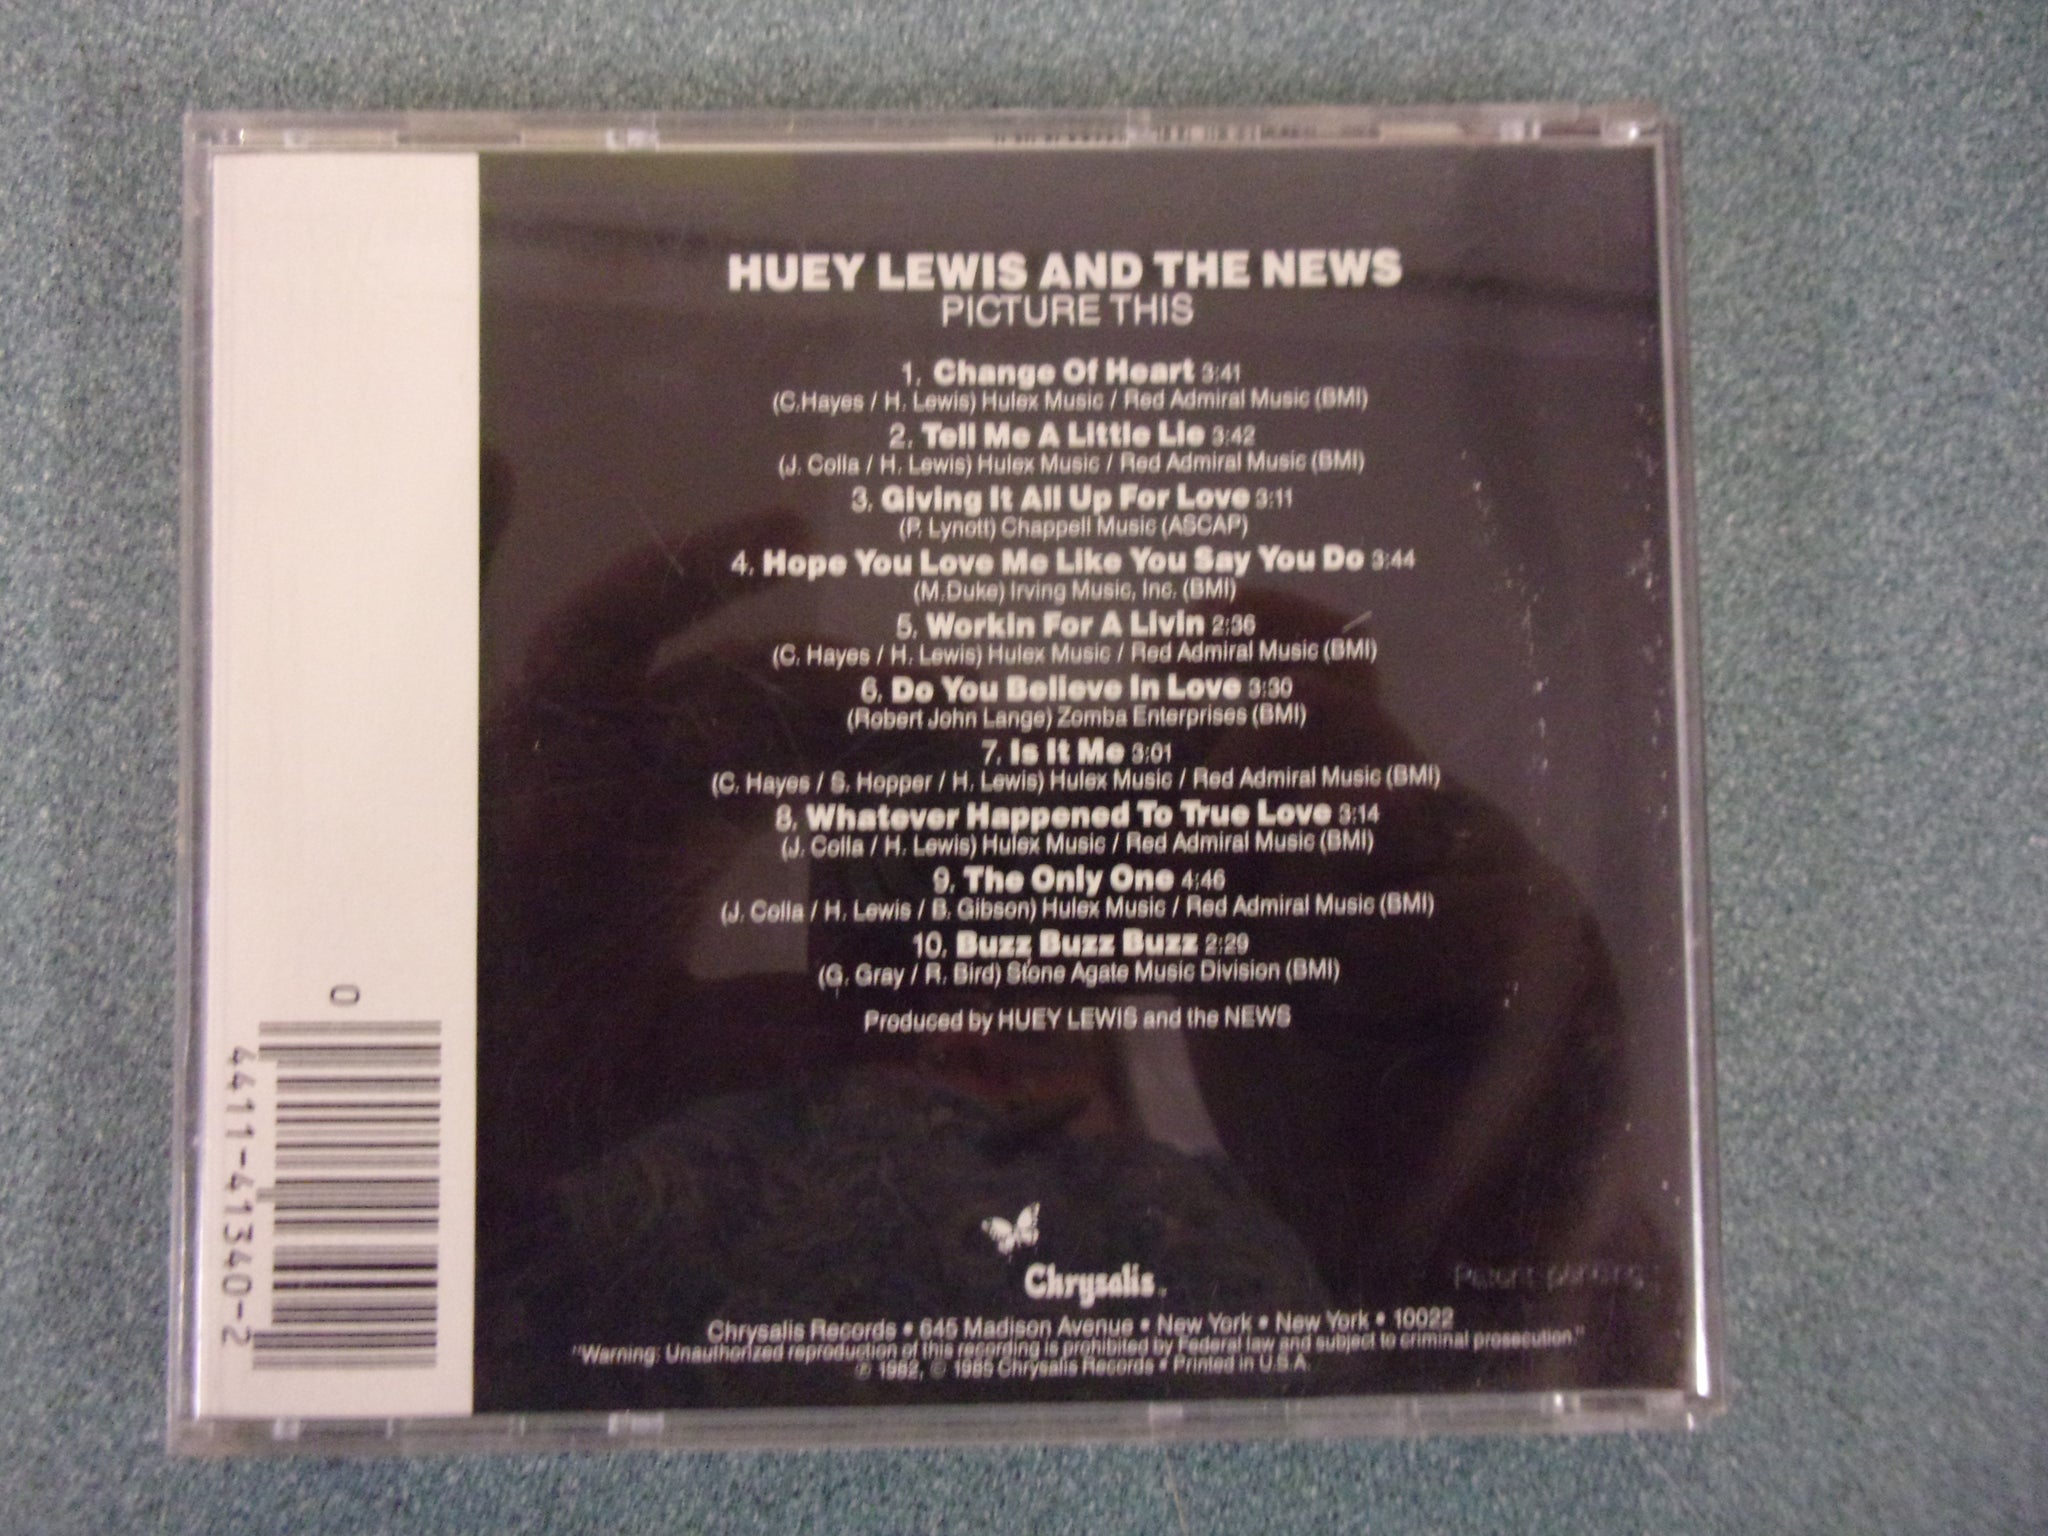 HUEY LEWIS AND THE NEWS
PICTURE THIS
1. Change Of Heart 3:41
(C.Hayes / H. Lewis) Hulex Music / Red Admiral Music (BMI)
2. Tell Me A Little Lie 3:42
(J. Colla / H. Lewis) Hulex Music / Red Admiral Music (BMI)
3. Giving It All Up For Love 3:11
(P. Lynott) Chappell Music (ASCAP)
4. Hope You Love Me Like You Say You Do 3:44
(M.Duke) Irving Music, Inc. (BMI)
5. Workin For A Livin 2:36
(C. Hayes / H. Lewis) Hulex Music / Red Admiral Music (BMI)
6. Do You Believe In Love 3:30
(Robert John Lange) Zomba Enterprises (BMI)
7. Is It Me 3:01
(C. Hayes / S. Hopper / H. Lewis) Hulex Music / Red Admiral Music (BMI)
8. Whatever Happened To True Love 3:14
(J. Colla / H. Lewis) Hulex Music / Red Admiral Music (BMI)
9. The Only One 4:46
(J. Colla / H. Lewis / B. Gibson) Hulex Music / Red Admiral Music (BMI)
10. Buzz Buzz Buzz 2:29
(G. Gray / R. Bird) Stone Agate Music Division (BMI)
Produced by HUEY LEWIS and the NEWS
Chrysalis
Patent pending
Chrysalis Records • 645 Madison Avenue • New York • New York • 10022
"Warning: Unauthorized reproduction of this recording is prohibited by Federal law and subject to criminal prosecution."
℗ 1982, © 1985 Chrysalis Records • Printed in U.S.A.
0
4411-41340-2